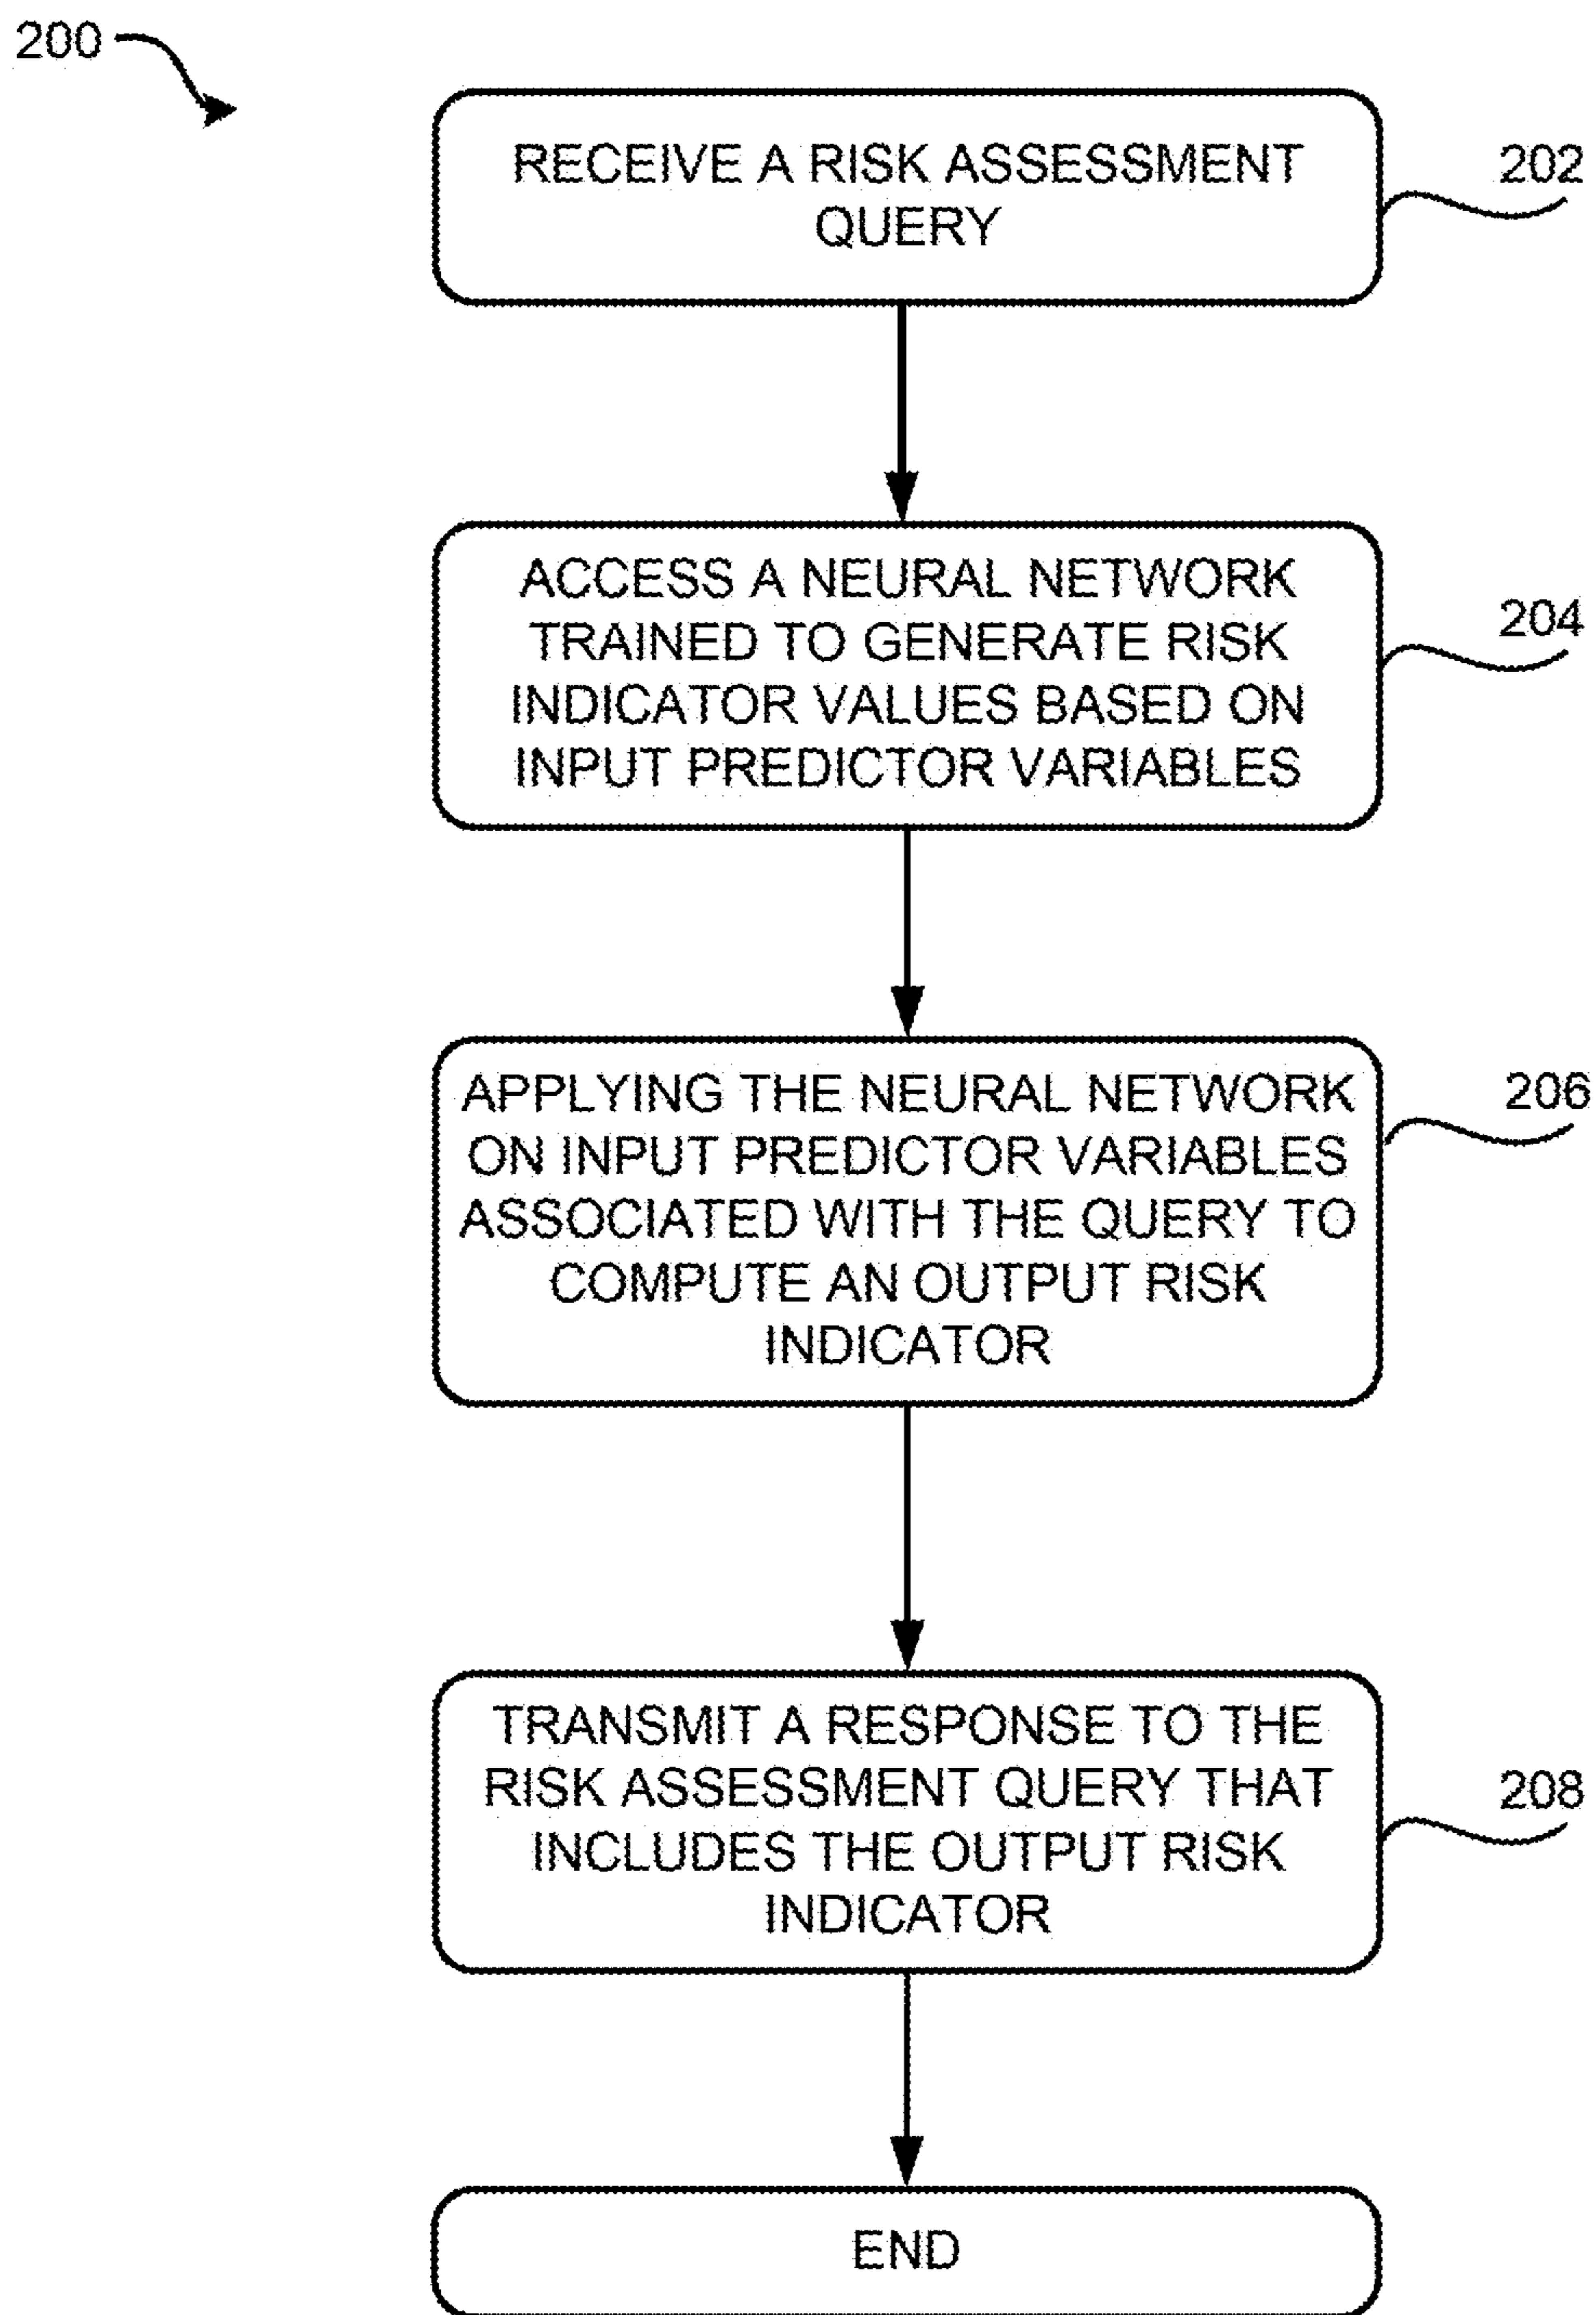 200
RECEIVE A RISK ASSESSMENT
QUERY
202
ACCESS A NEURAL NETWORK
TRAINED TO GENERATE RISK
INDICATOR VALUES BASED ON
INPUT PREDICTOR VARIABLES
204
APPLYING THE NEURAL NETWORK
ON INPUT PREDICTOR VARIABLES
ASSOCIATED WITH THE QUERY TO
COMPUTE AN OUTPUT RISK
INDICATOR
206
TRANSMIT A RESPONSE TO THE
RISK ASSESSMENT QUERY THAT
INCLUDES THE OUTPUT RISK
INDICATOR
208
END